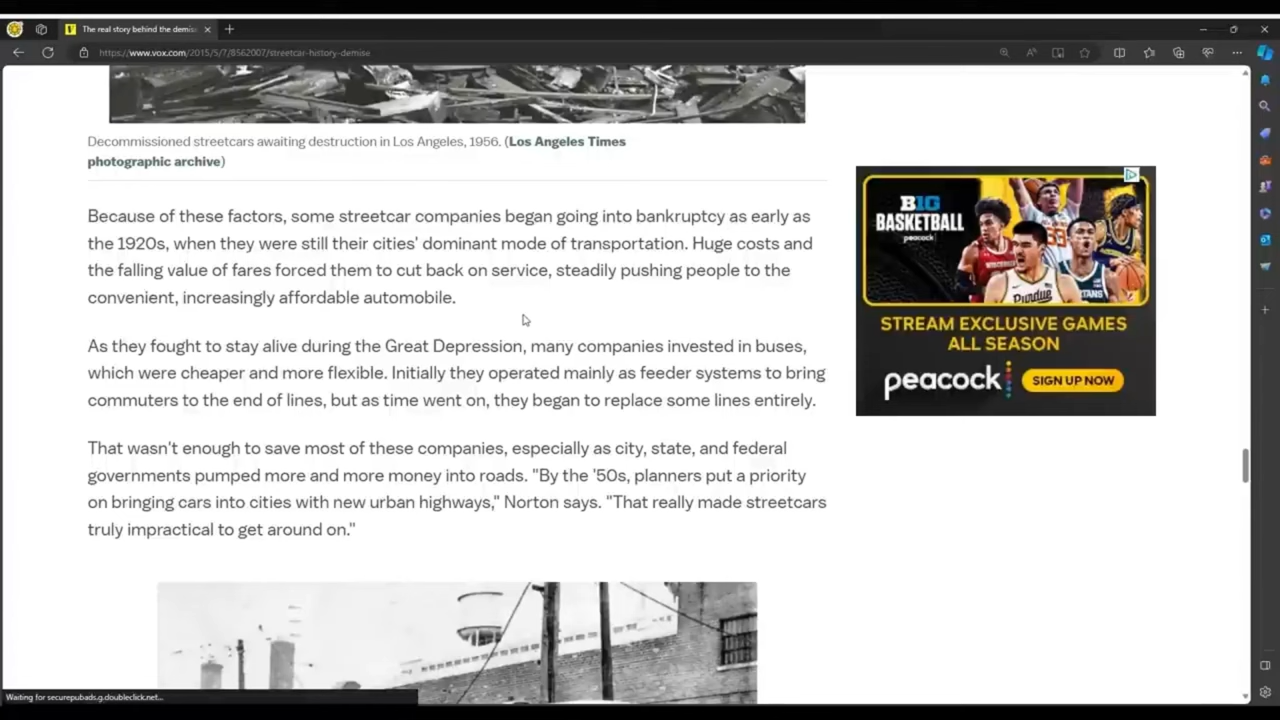 The real story behind the demis
https://www.vox.com/2015/5/7/8562007/streetcar-history-demise
Decommissioned streetcars awaiting destruction in Los Angeles, 1956. (Los Angeles Times
photographic archive)
Because of these factors, some streetcar companies began going into bankruptcy as early as
the 1920s, when they were still their cities' dominant mode of transportation. Huge costs and
the falling value of fares forced them to cut back on service, steadily pushing people to the
convenient, increasingly affordable automobile.
As they fought to stay alive during the Great Depression, many companies invested in buses,
which were cheaper and more flexible. Initially they operated mainly as feeder systems to bring
commuters to the end of lines, but as time went on, they began to replace some lines entirely.
That wasn't enough to save most of these companies, especially as city, state, and federal
governments pumped more and more money into roads. "By the '50s, planners put a priority
on bringing cars into cities with new urban highways," Norton says. "That really made streetcars
truly impractical to get around on."
B1G
BASKETBALL
peacock
WISCONSIN
PURDUE
STREAM EXCLUSIVE GAMES
ALL SEASON
peacock SIGN UP NOW
Waiting for securepubads.g.doubleclick.net...